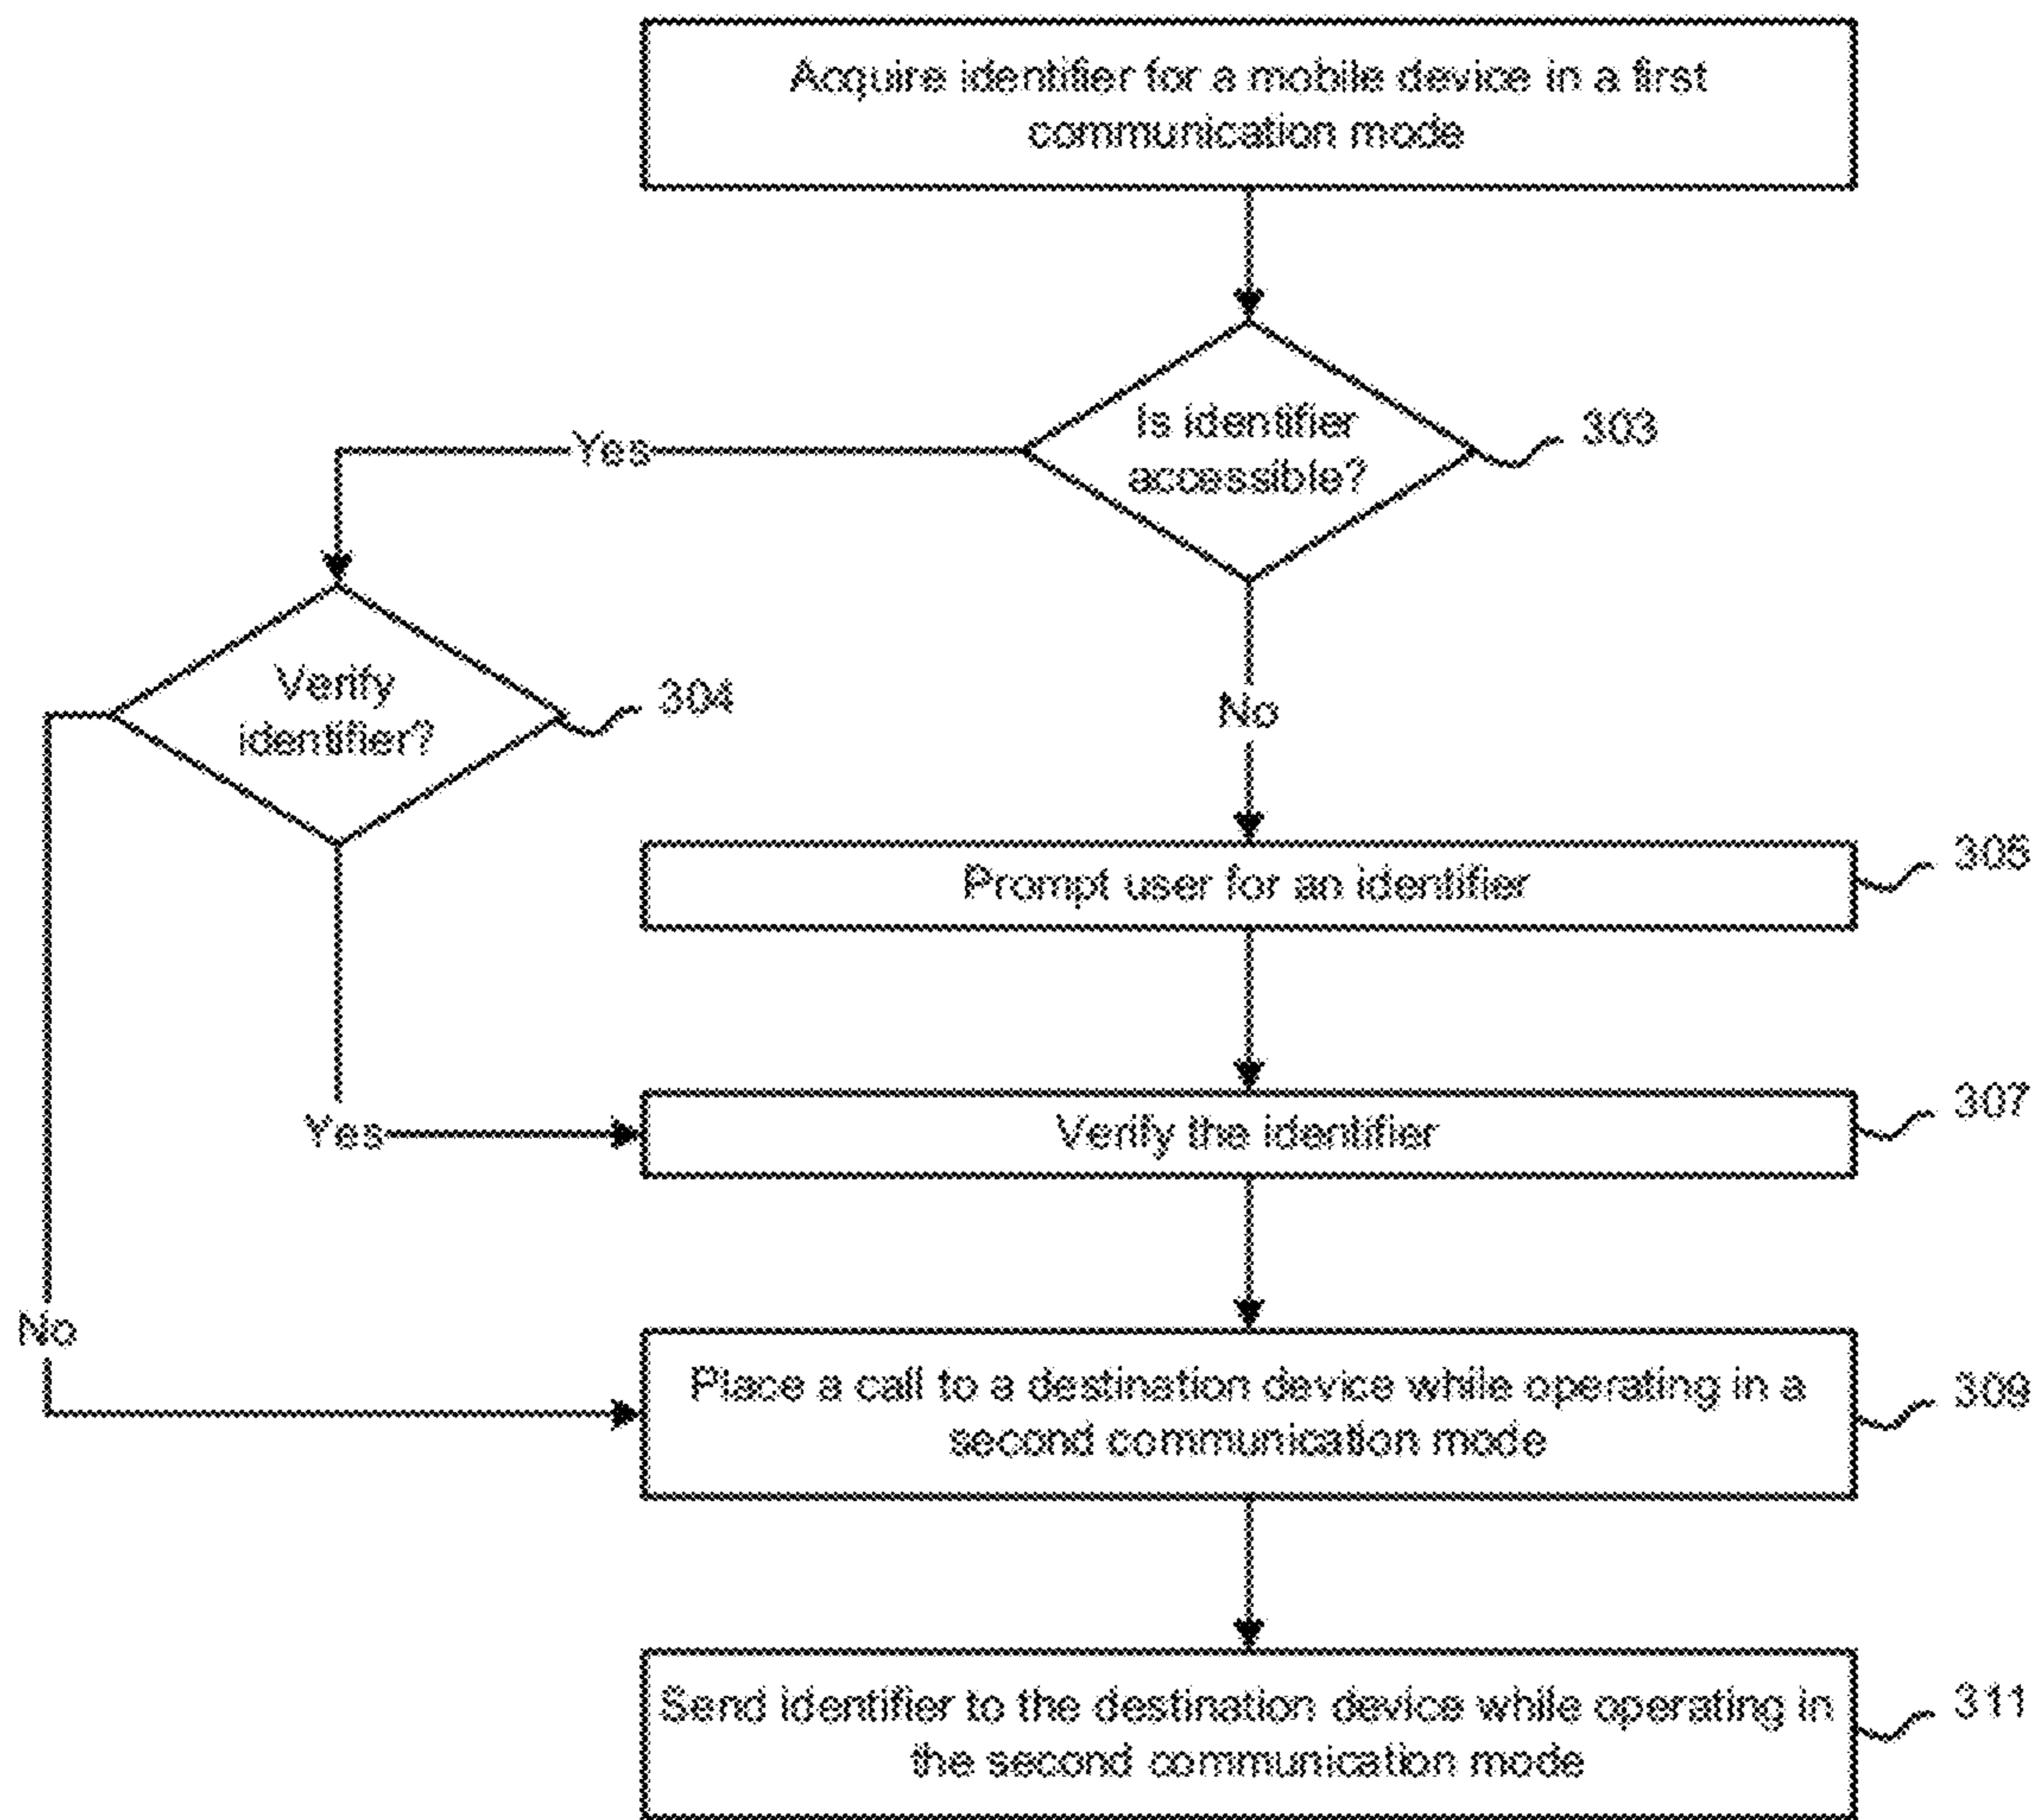 Acquire identifier for a mobile device in a first
communication mode
Is identifier
accessible?
303
Yes
Verify
identifier?
304
No
Prompt user for an identifier
305
Yes
Verify the identifier
307
No
Place a call to a destination device while operating in a
second communication mode
309
Send identifier to the destination device while operating in
the second communication mode
311